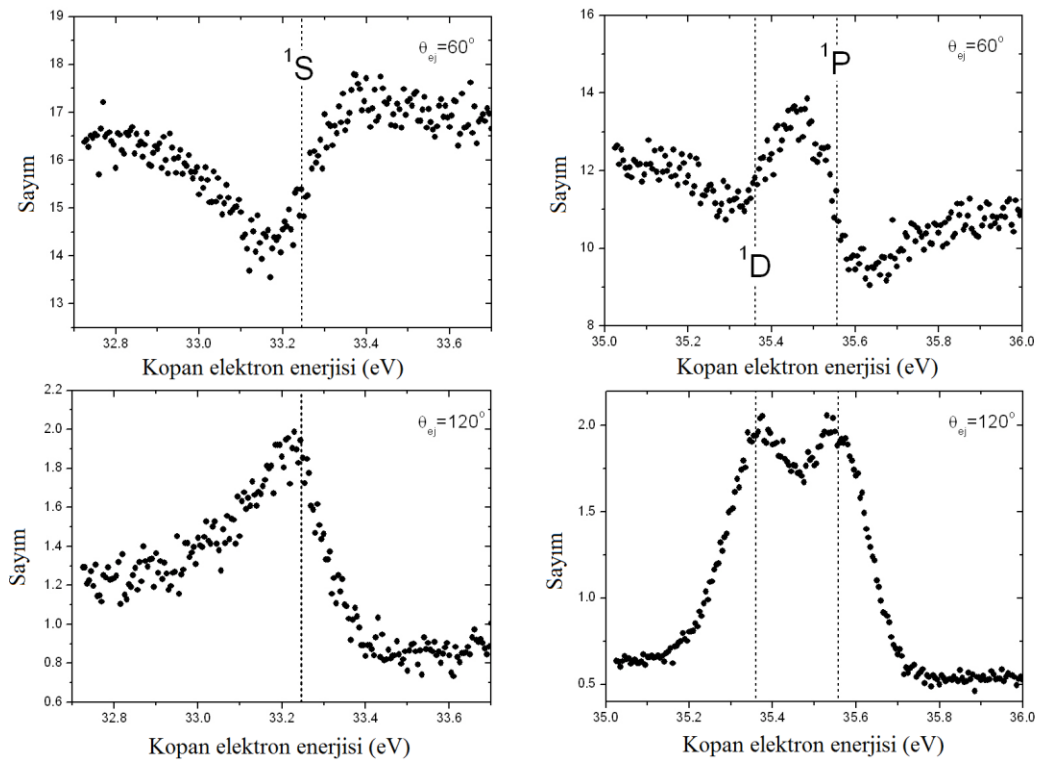 19
18
17
16
15
14
13
Sayım
¹S
θej=60°
32.8 33.0 33.2 33.4 33.6
Kopan elektron enerjisi (eV)
16
14
12
10
8
Sayım
¹P
θej=60°
¹D
35.0 35.2 35.4 35.6 35.8 36.0
Kopan elektron enerjisi (eV)
2.2
2.0
1.8
1.6
1.4
1.2
1.0
0.8
0.6
Sayım
θej=120°
32.8 33.0 33.2 33.4 33.6
Kopan elektron enerjisi (eV)
2.0
1.5
1.0
0.5
Sayım
θej=120°
35.0 35.2 35.4 35.6 35.8 36.0
Kopan elektron enerjisi (eV)